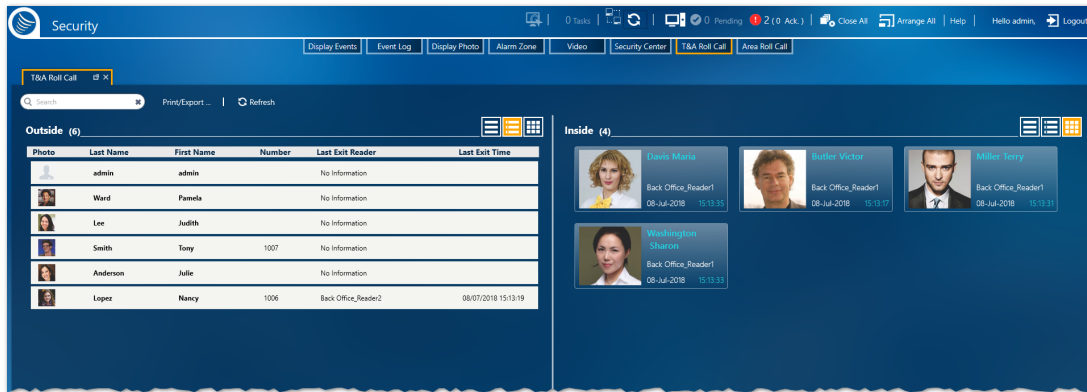 Security
0 Tasks
0 Pending
2 ( 0 Ack. )
Close All
Arrange All
Help
Hello admin,
Logout
Display Events
Event Log
Display Photo
Alarm Zone
Video
Security Center
T&A Roll Call
Area Roll Call
T&A Roll Call
Search
Print/Export ...
Refresh
Outside (6)
Photo Last Name First Name Number Last Exit Reader Last Exit Time
admin admin No Information
Ward Pamela No Information
Lee Judith No Information
Smith Tony 1007 No Information
Anderson Julie No Information
Lopez Nancy 1006 Back Office_Reader2 08/07/2018 15:13:19
Inside (4)
Davis Maria
Back Office_Reader1
08-Jul-2018 15:13:35
Butler Victor
Back Office_Reader1
08-Jul-2018 15:13:17
Miller Terry
Back Office_Reader1
08-Jul-2018 15:13:31
Washington
Sharon
Back Office_Reader1
08-Jul-2018 15:13:33